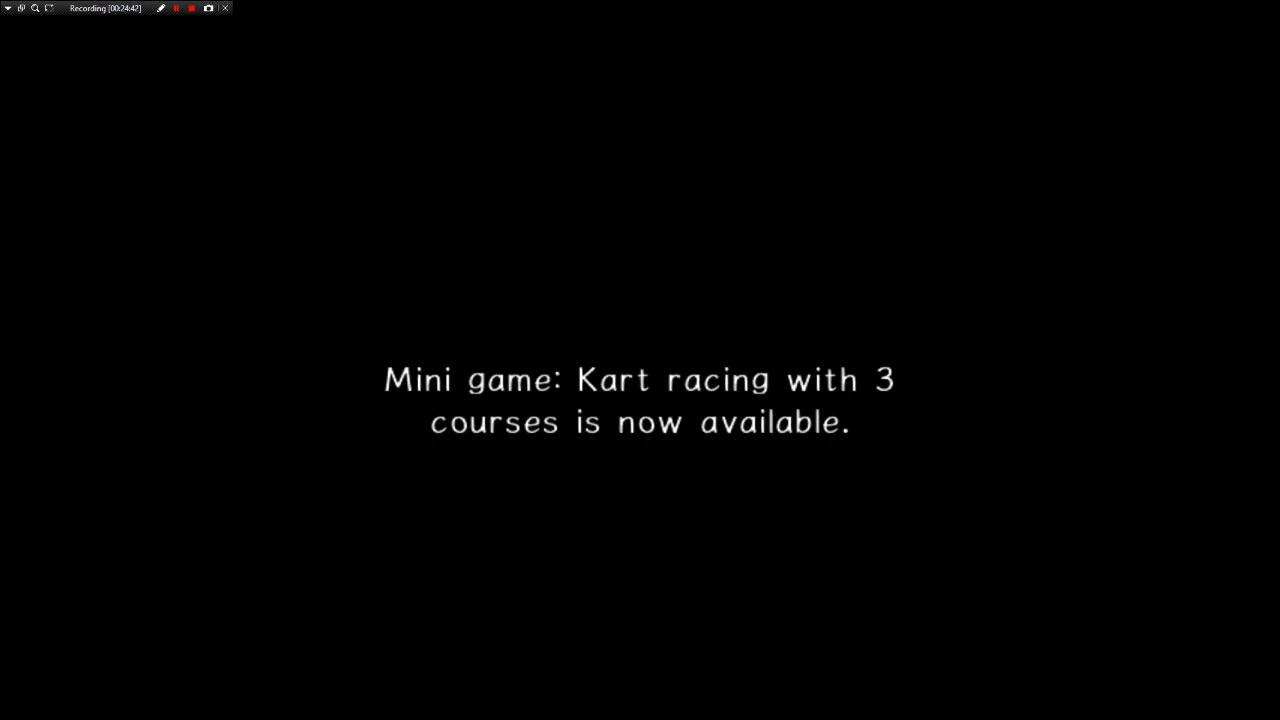 Recording [00:24:42]
Mini game: Kart racing with 3
courses is now available.